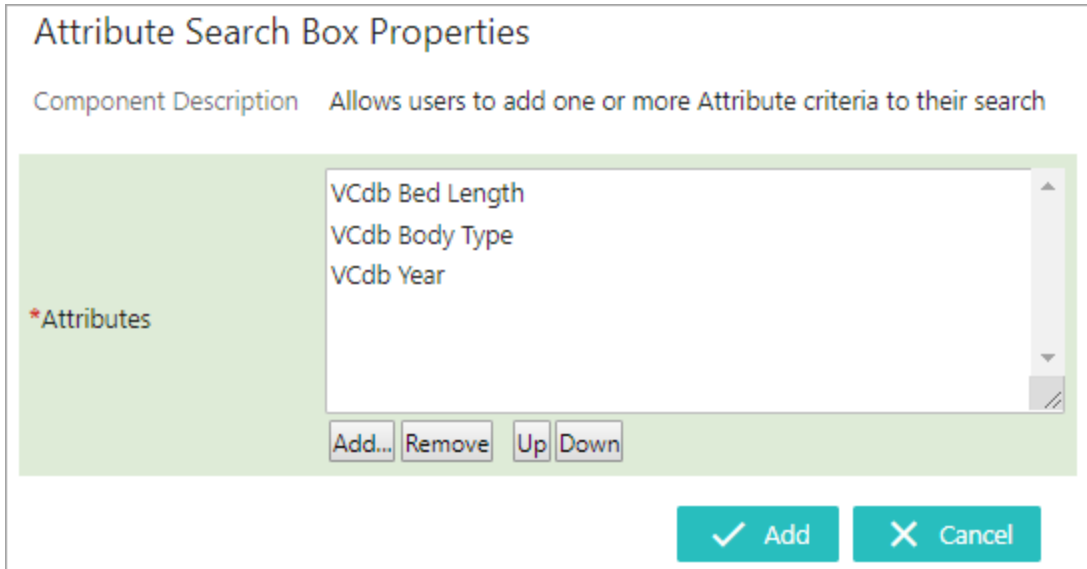 Attribute Search Box Properties
Component Description Allows users to add one or more Attribute criteria to their search
VCdb Bed Length
VCdb Body Type
VCdb Year
*Attributes
Add... Remove Up Down
Add Cancel